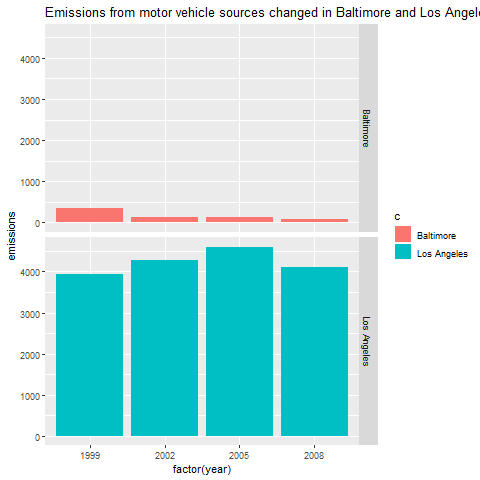 Emissions from motor vehicle sources changed in Baltimore and Los Angel
4000
3000
2000
1000
0
Baltimore
emissions
4000
3000
2000
1000
0
Los Angeles
1999 2002 2005 2008
factor(year)
c
Baltimore
Los Angeles